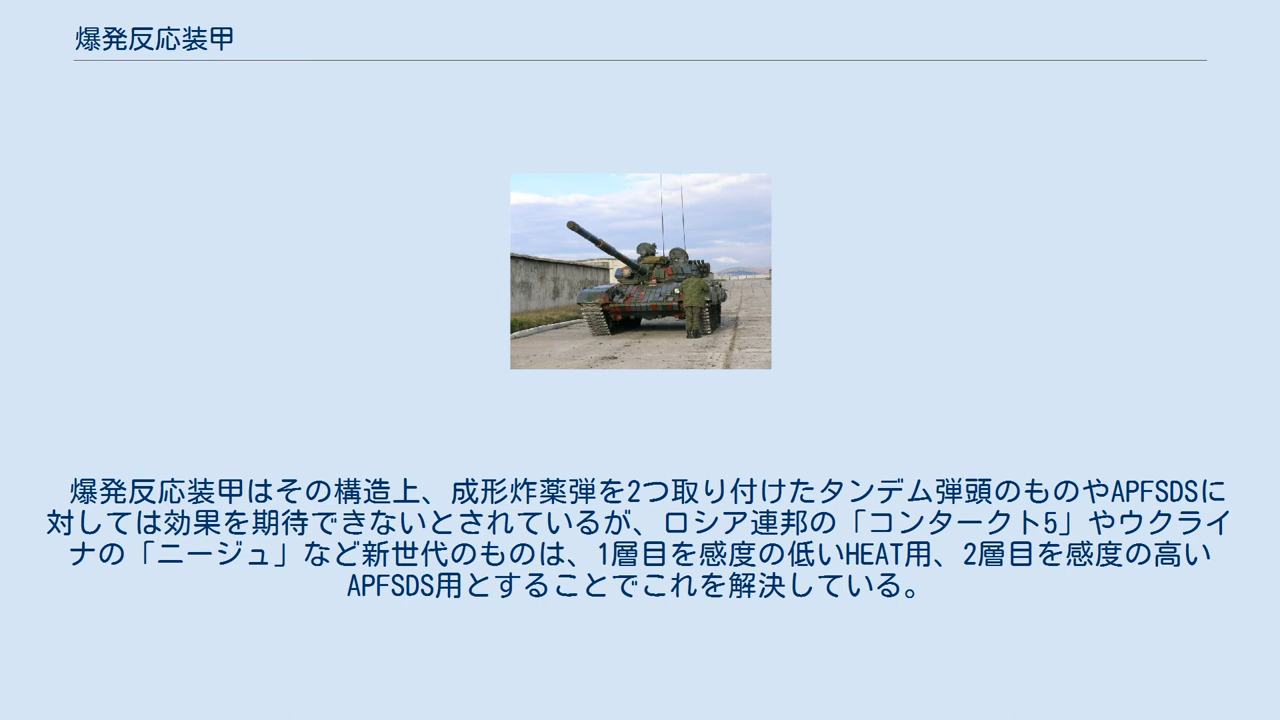 爆発反応装甲
爆発反応装甲はその構造上、成形炸薬弾を2つ取り付けたタンデム弾頭のものやAPFSDSに
対しては効果を期待できないとされているが、ロシア連邦の「コンタークト5」やウクライ
ナの「ニージュ」など新世代のものは、1層目を感度の低いHEAT用、2層目を感度の高い
APFSDS用とすることでこれを解決している。